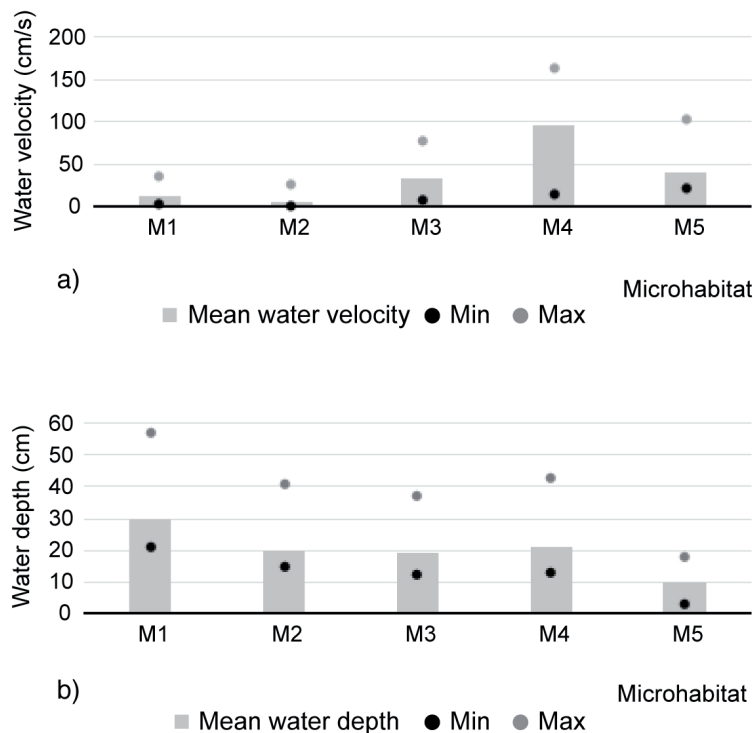 Water velocity (cm/s)
200
150
100
50
0
M1 M2 M3 M4 M5
a)
Microhabitat
Mean water velocity Min Max
Water depth (cm)
60
50
40
30
20
10
0
M1 M2 M3 M4 M5
b)
Microhabitat
Mean water depth Min Max